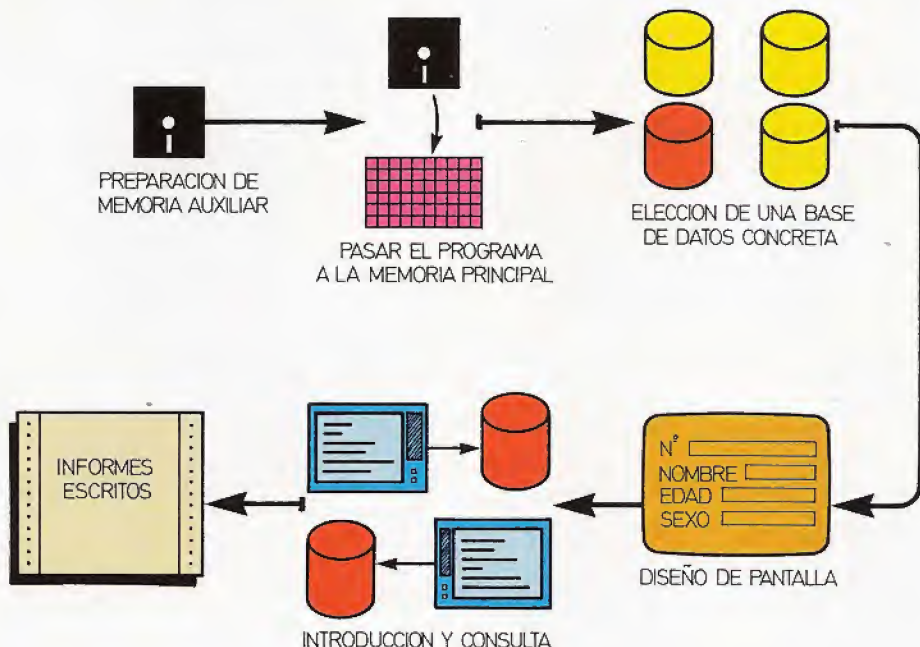 PREPARACION DE
MEMORIA AUXILIAR
PASAR EL PROGRAMA
A LA MEMORIA PRINCIPAL
ELECCION DE UNA BASE
DE DATOS CONCRETA
Nº
NOMBRE
EDAD
SEXO
DISEÑO DE PANTALLA
INTRODUCCION Y CONSULTA
INFORMES
ESCRITOS